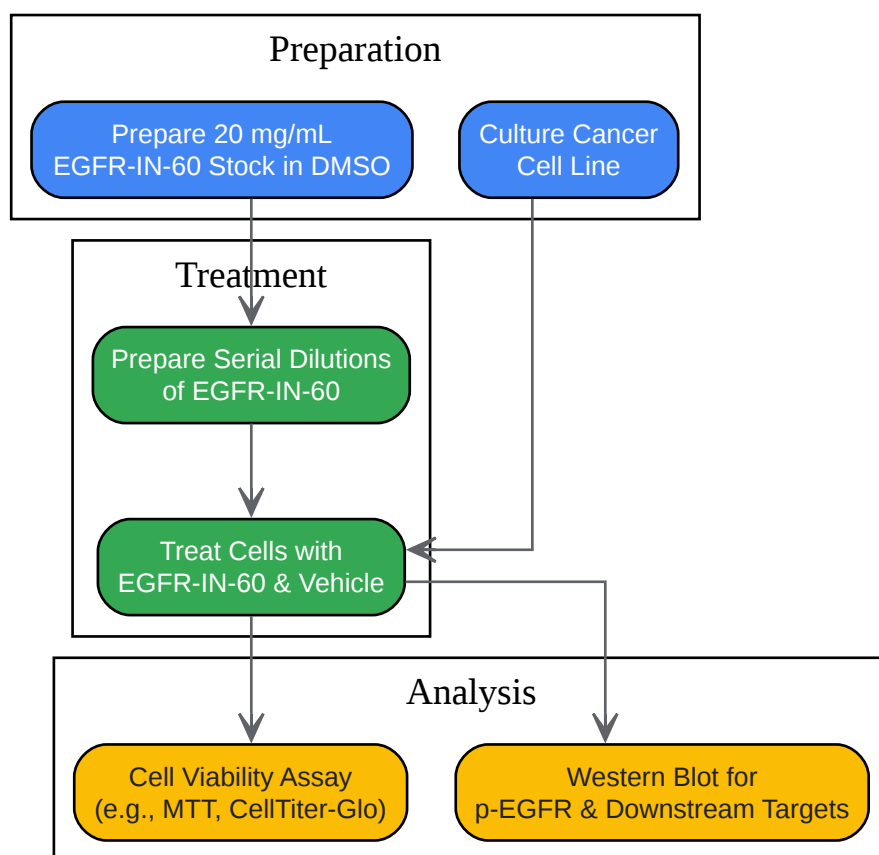 Preparation
Prepare 20 mg/mL
EGFR-IN-60 Stock in DMSO
Culture Cancer
Cell Line
Treatment
Prepare Serial Dilutions
of EGFR-IN-60
Treat Cells with
EGFR-IN-60 & Vehicle
Analysis
Cell Viability Assay
(e.g., MTT, CellTiter-Glo)
Western Blot for
p-EGFR & Downstream Targets